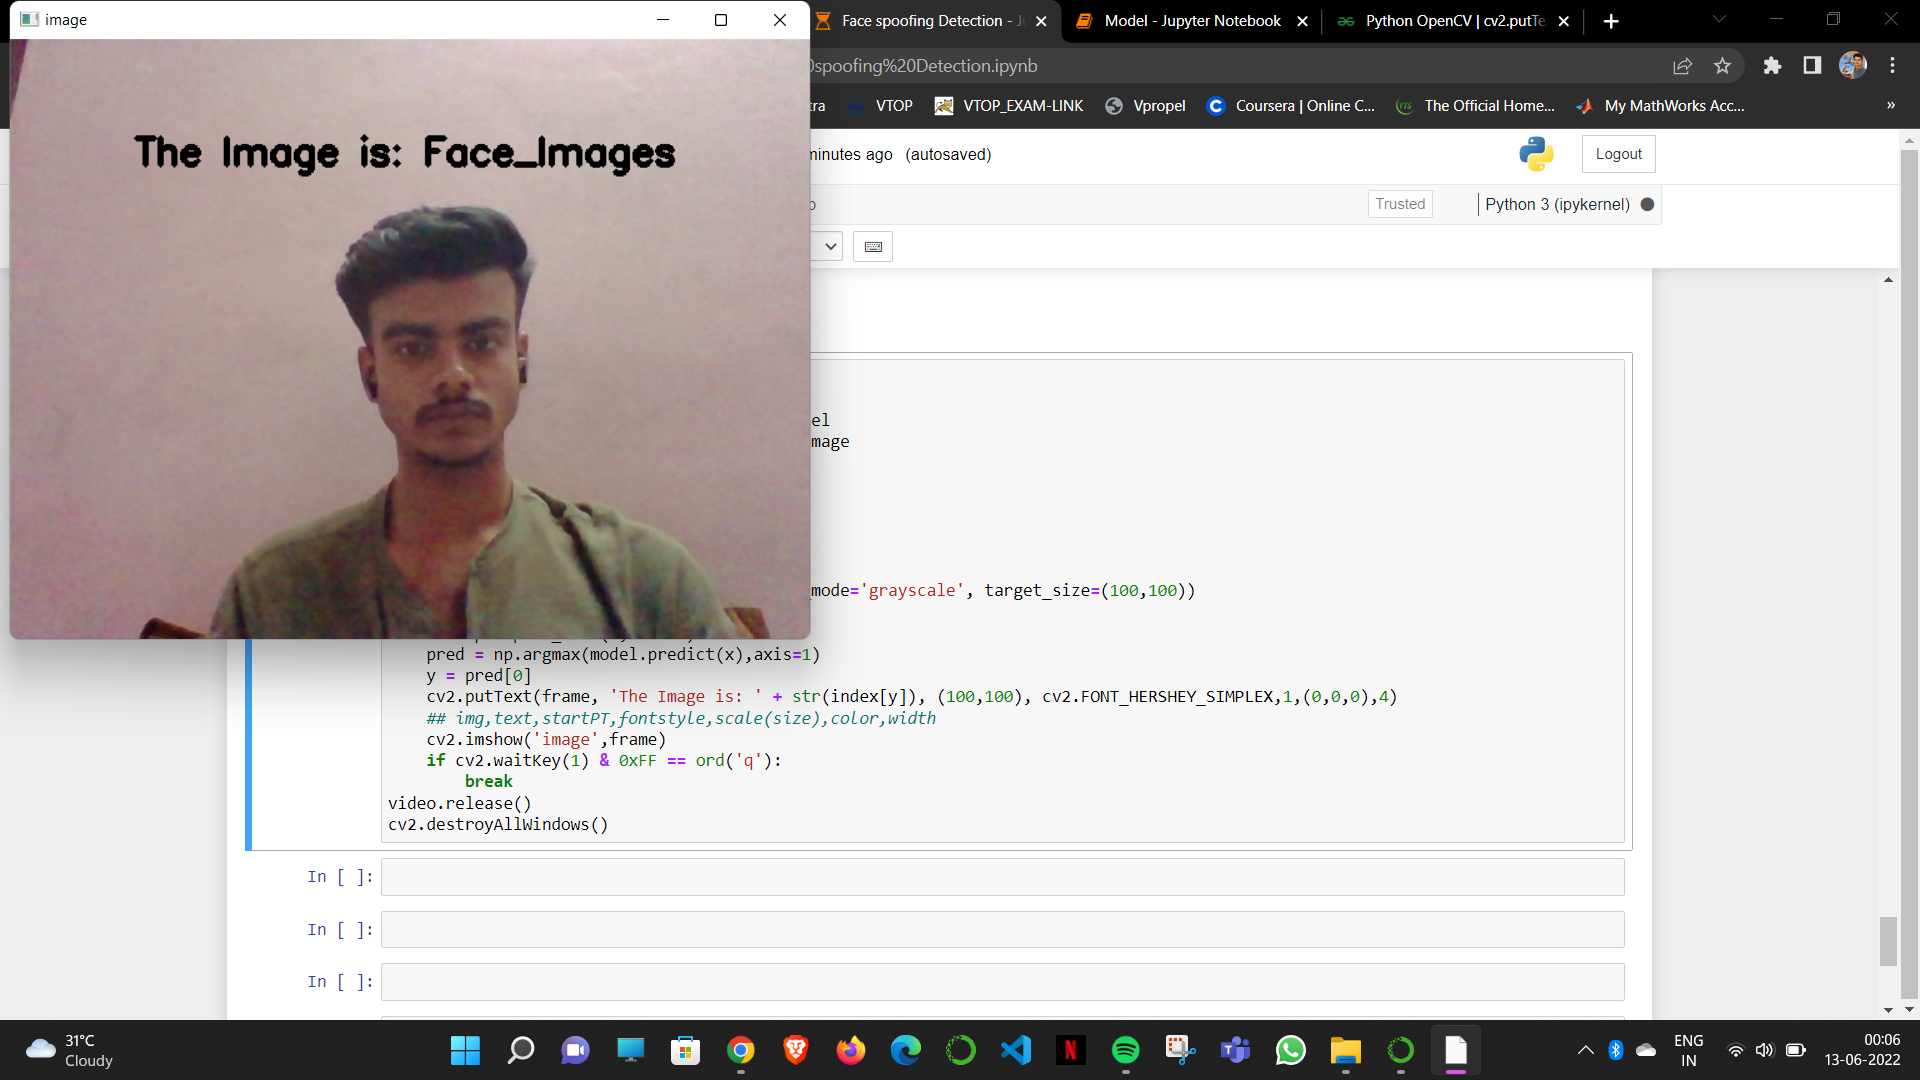 image
Face spoofing Detection - J
Model - Jupyter Notebook
Python OpenCV | cv2.putTe
0spoofing%20Detection.ipynb
tra
VTOP
VTOP_EXAM-LINK
Vpropel
Coursera | Online C...
The Official Home...
My MathWorks Acc...
»
The Image is: Face_Images
minutes ago (autosaved)
Logout
Trusted
Python 3 (ipykernel)
el
mage
mode='grayscale', target_size=(100,100))
pred = np.argmax(model.predict(x),axis=1)
y = pred[0]
cv2.putText(frame, 'The Image is: ' + str(index[y]), (100,100), cv2.FONT_HERSHEY_SIMPLEX,1,(0,0,0),4)
## img,text,startPT,fontstyle,scale(size),color,width
cv2.imshow('image',frame)
if cv2.waitKey(1) & 0xFF == ord('q'):
break
video.release()
cv2.destroyAllWindows()
In [ ]:
In [ ]:
In [ ]:
31°C
Cloudy
ENG
IN
00:06
13-06-2022